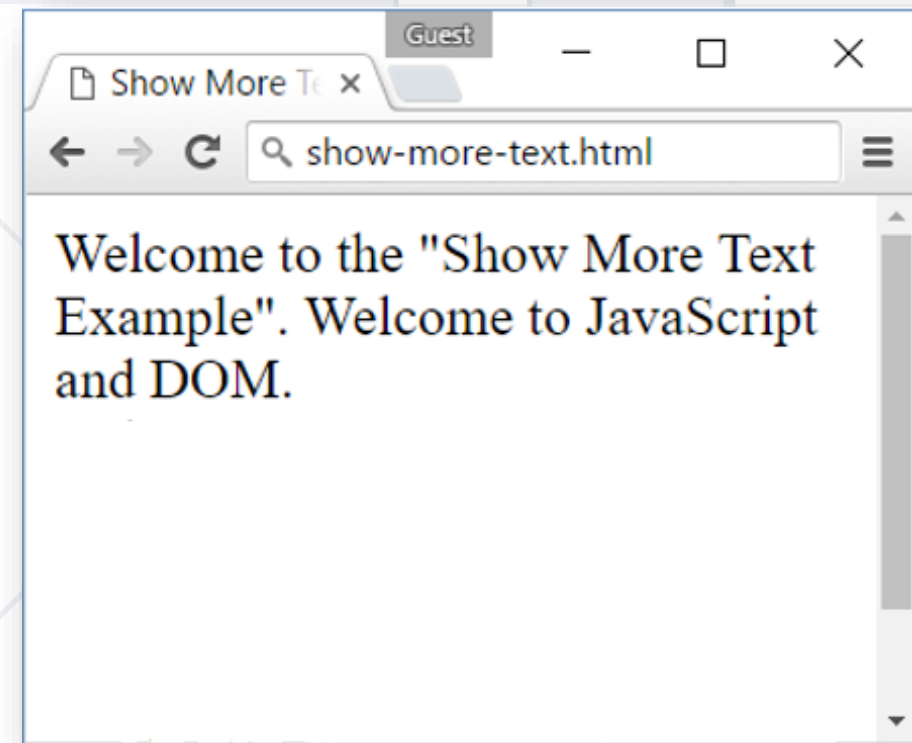 Guest
Show More Te
show-more-text.html
Welcome to the "Show More Text
Example". Welcome to JavaScript
and DOM.